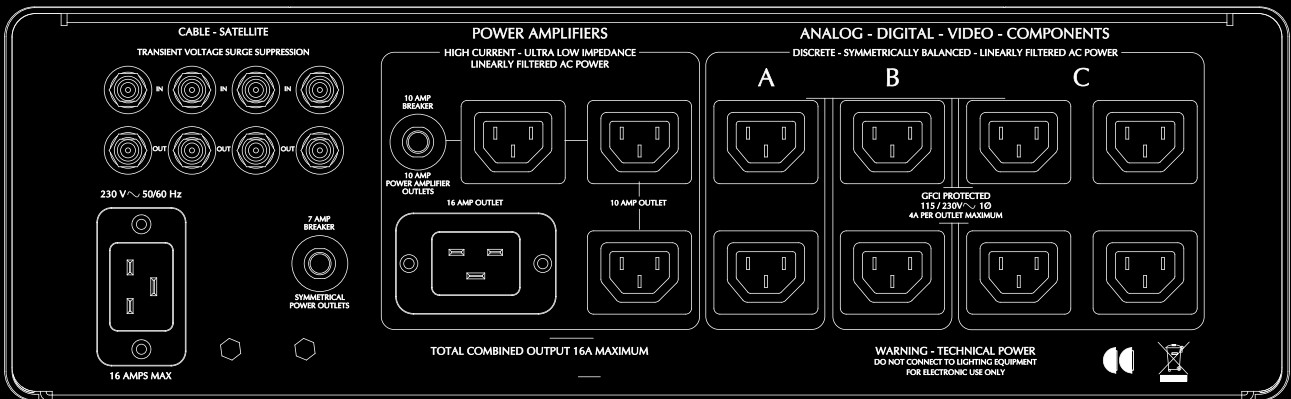 CABLE - SATELLITE
TRANSIENT VOLTAGE SURGE SUPPRESSION
IN
IN
IN
OUT
OUT
OUT
230 V～ 50/60 Hz
16 AMPS MAX
7 AMP
BREAKER
SYMMETRICAL
POWER OUTLETS
POWER AMPLIFIERS
HIGH CURRENT - ULTRA LOW IMPEDANCE
LINEARLY FILTERED AC POWER
10 AMP
BREAKER
10 AMP
POWER AMPLIFIER
OUTLETS
16 AMP OUTLET
10 AMP OUTLET
TOTAL COMBINED OUTPUT 16A MAXIMUM
ANALOG - DIGITAL - VIDEO - COMPONENTS
DISCRETE - SYMMETRICALLY BALANCED - LINEARLY FILTERED AC POWER
A
B
C
GFCI PROTECTED
115 / 230V～ 1Ø
4A PER OUTLET MAXIMUM
WARNING - TECHNICAL POWER
DO NOT CONNECT TO LIGHTING EQUIPMENT
FOR ELECTRONIC USE ONLY